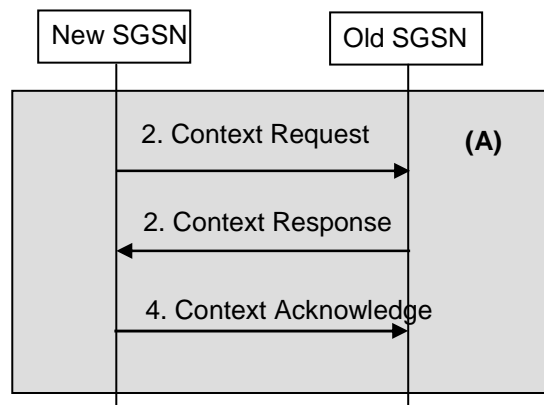 New SGSN
Old SGSN
2. Context Request
(A)
2. Context Response
4. Context Acknowledge